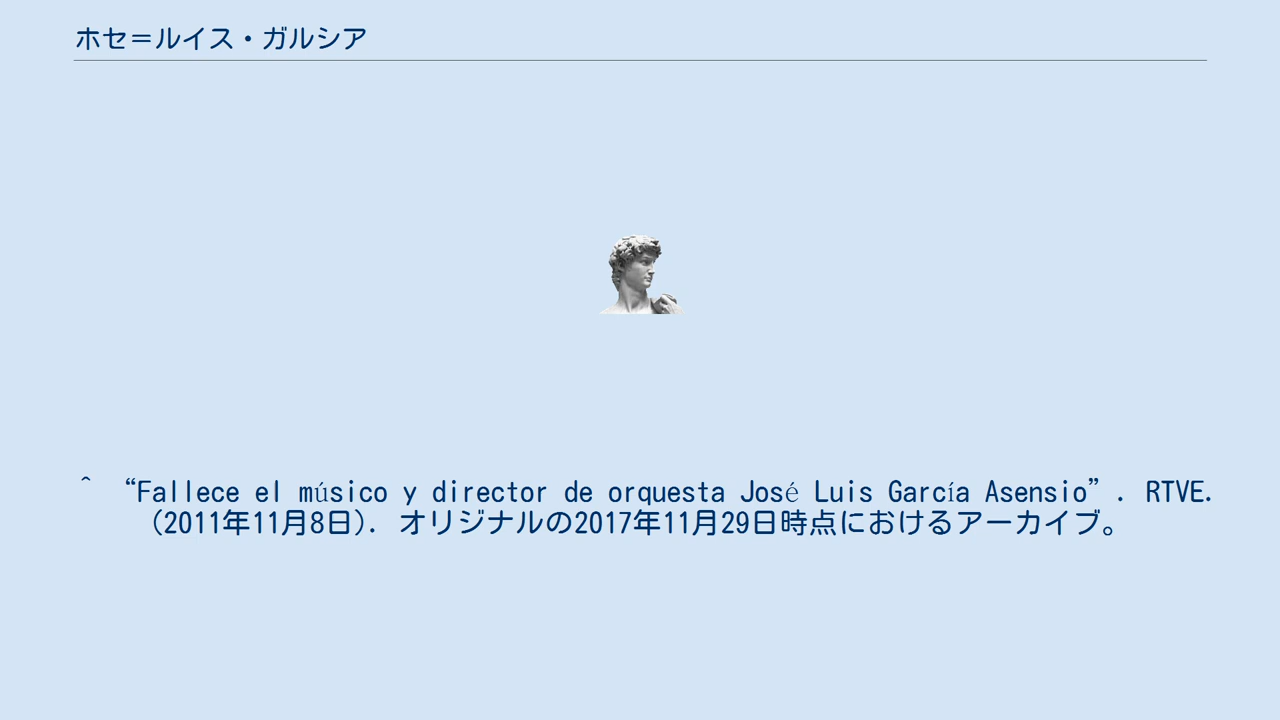 ホセ＝ルイス・ガルシア
^ “Fallece el músico y director de orquesta José Luis García Asensio”. RTVE.
(2011年11月8日). オリジナルの2017年11月29日時点におけるアーカイブ。